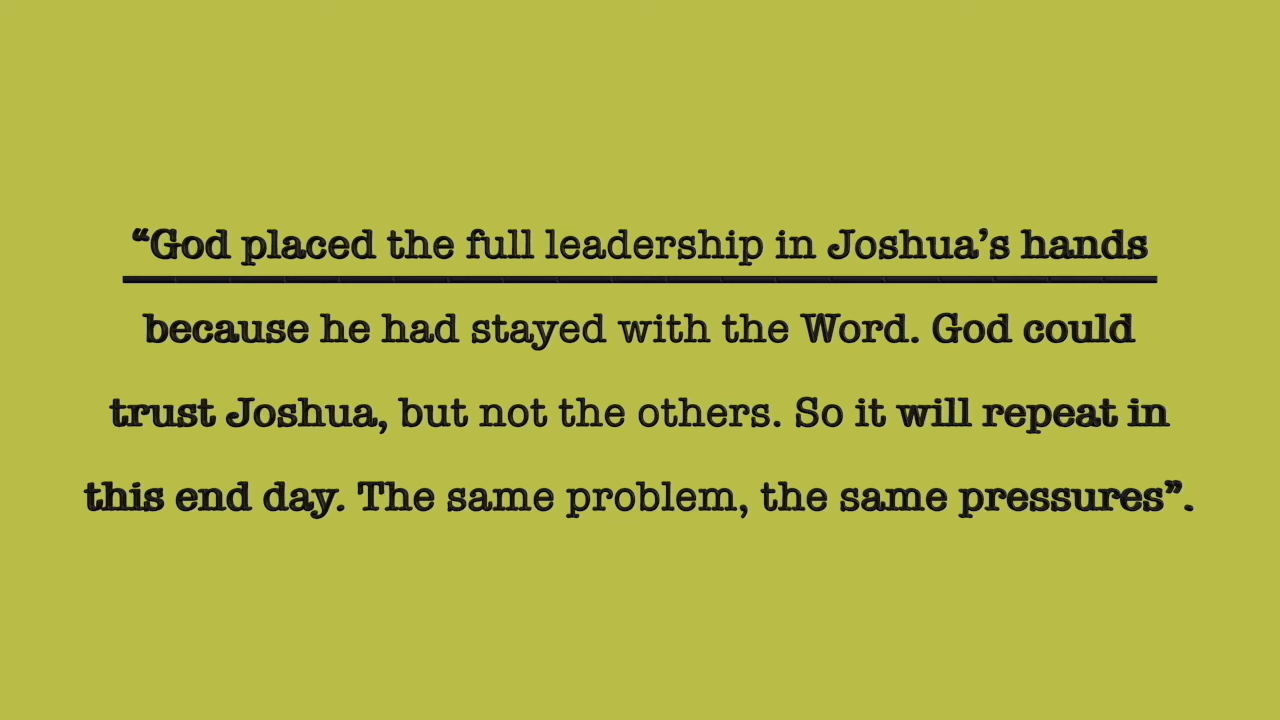 “God placed the full leadership in Joshua’s hands
because he had stayed with the Word. God could
trust Joshua, but not the others. So it will repeat in
this end day. The same problem, the same pressures”.